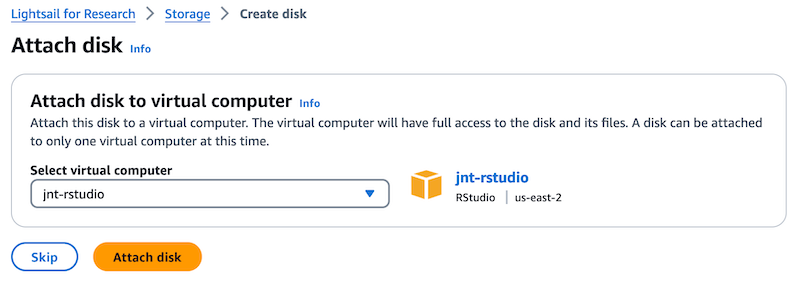 Lightsail for Research > Storage > Create disk
Attach disk Info
Attach disk to virtual computer Info
Attach this disk to a virtual computer. The virtual computer will have full access to the disk and its files. A disk can be attached
to only one virtual computer at this time.
Select virtual computer
jnt-rstudio
jnt-rstudio
RStudio | us-east-2
Skip
Attach disk